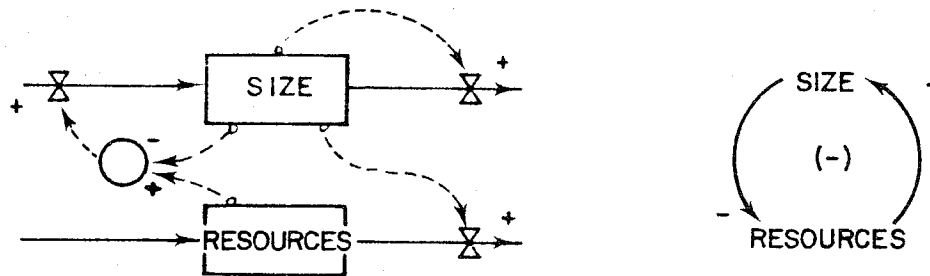 +
+
SIZE
-
+
RESOURCES
+
SIZE
(-)
-
RESOURCES